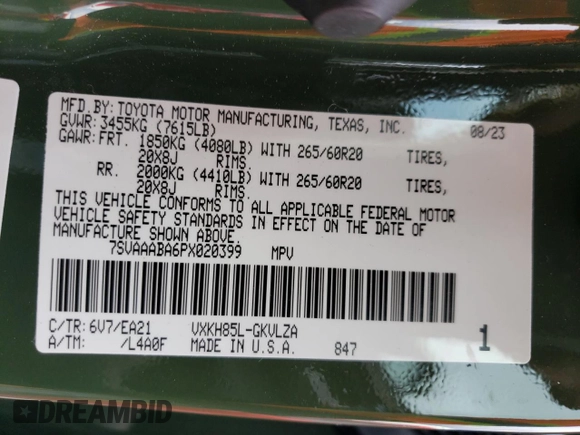 MFD.BY:TOYOTA MOTOR MANUFACTURING, TEXAS, INC. 08/23
GVWR:3455KG (7615LB)
GAWR:FRT. 1850KG (4080LB) WITH 265/60R20 TIRES,
20X8J RIMS.
RR. 2000KG (4410LB) WITH 265/60R20 TIRES,
20X8J RIMS.
THIS VEHICLE CONFORMS TO ALL APPLICABLE FEDERAL MOTOR
VEHICLE SAFETY STANDARDS IN EFFECT ON THE DATE OF
MANUFACTURE SHOWN ABOVE.
7SVAAABA6PX020399 MPV
C/TR: 6V7/EA21 VXKH85L-GKVLZA
A/TM: /L4A0F MADE IN U.S.A. 847 1
DREAMBID